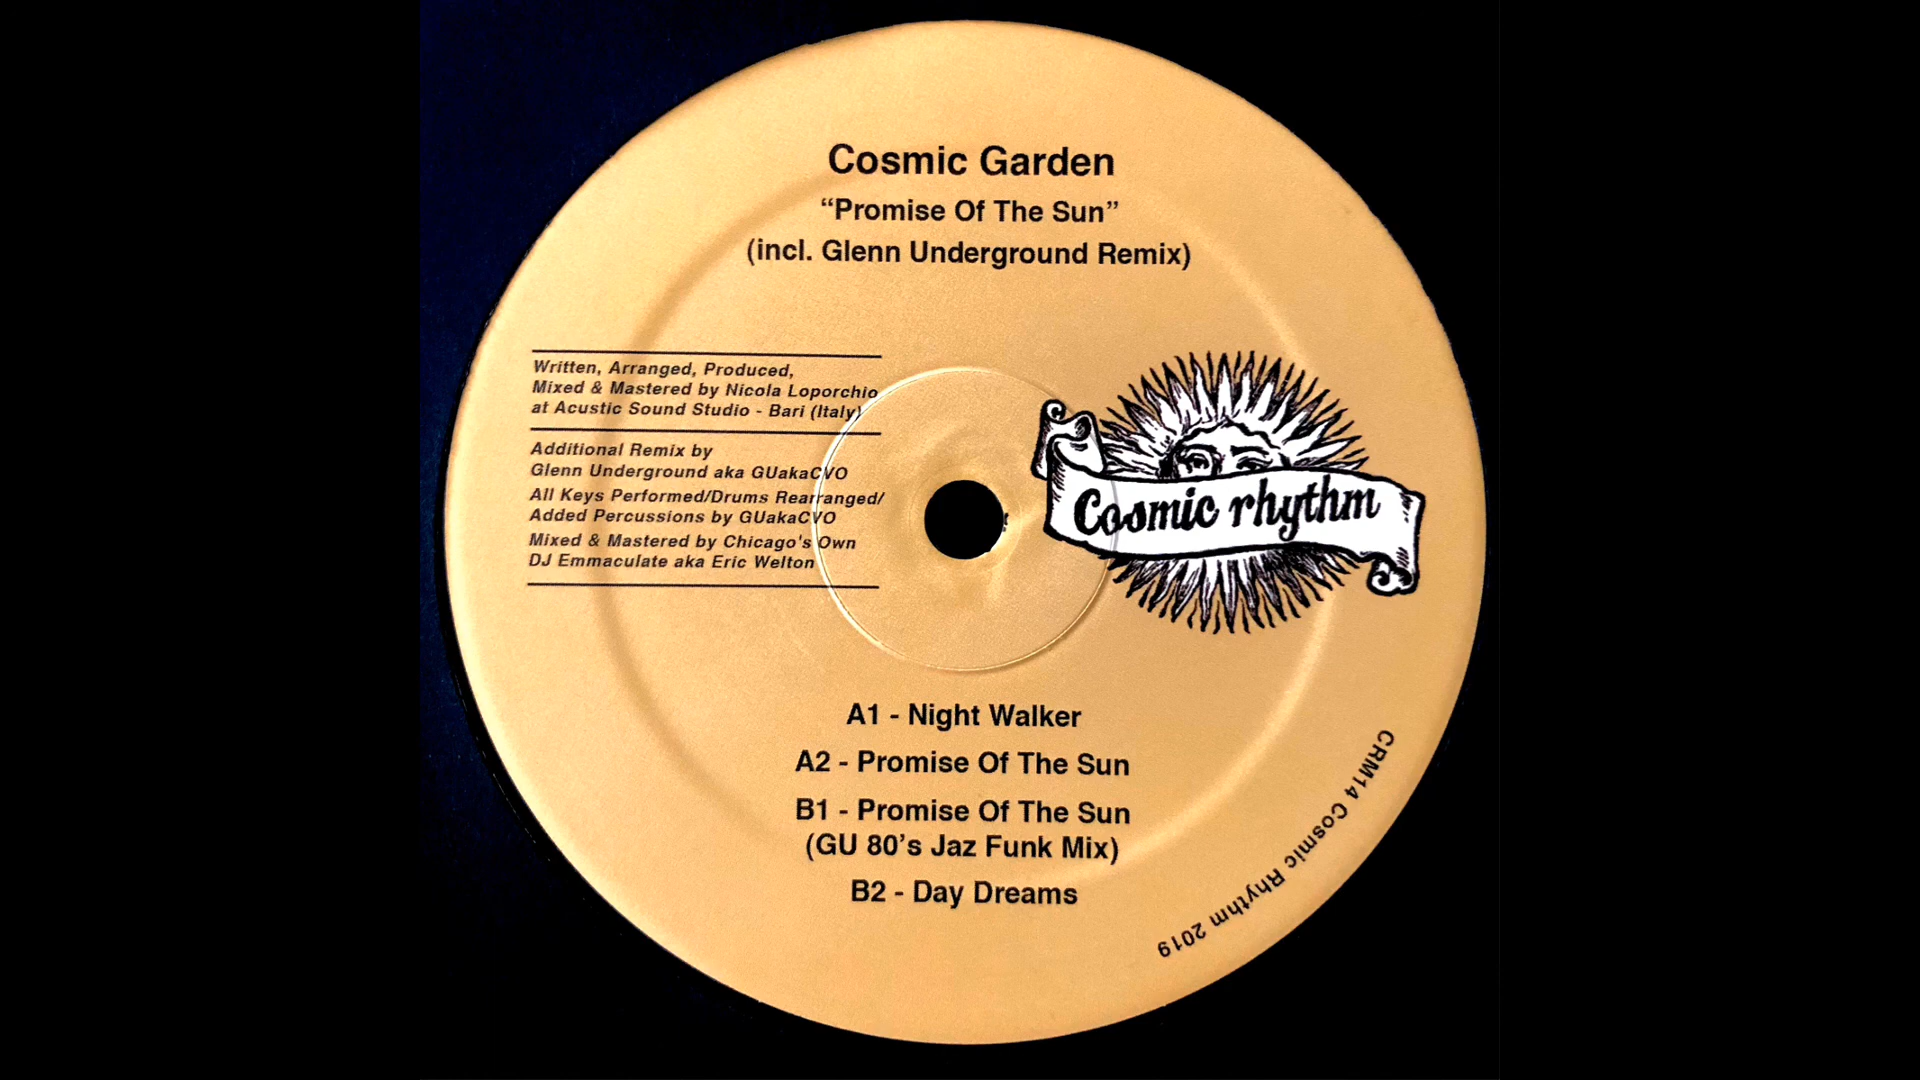 Cosmic Garden
“Promise Of The Sun”
(incl. Glenn Underground Remix)
Written, Arranged, Produced,
Mixed & Mastered by Nicola Loporchio
at Acustic Sound Studio - Bari (Italy)
Additional Remix by
Glenn Underground aka GUakaCVO
All Keys Performed/Drums Rearranged/
Added Percussions by GUakaCVO
Mixed & Mastered by Chicago's Own
DJ Emmaculate aka Eric Welton
Cosmic rhythm
A1 - Night Walker
A2 - Promise Of The Sun
B1 - Promise Of The Sun
(GU 80’s Jaz Funk Mix)
B2 - Day Dreams
CRM14 Cosmic Rhythm 2019